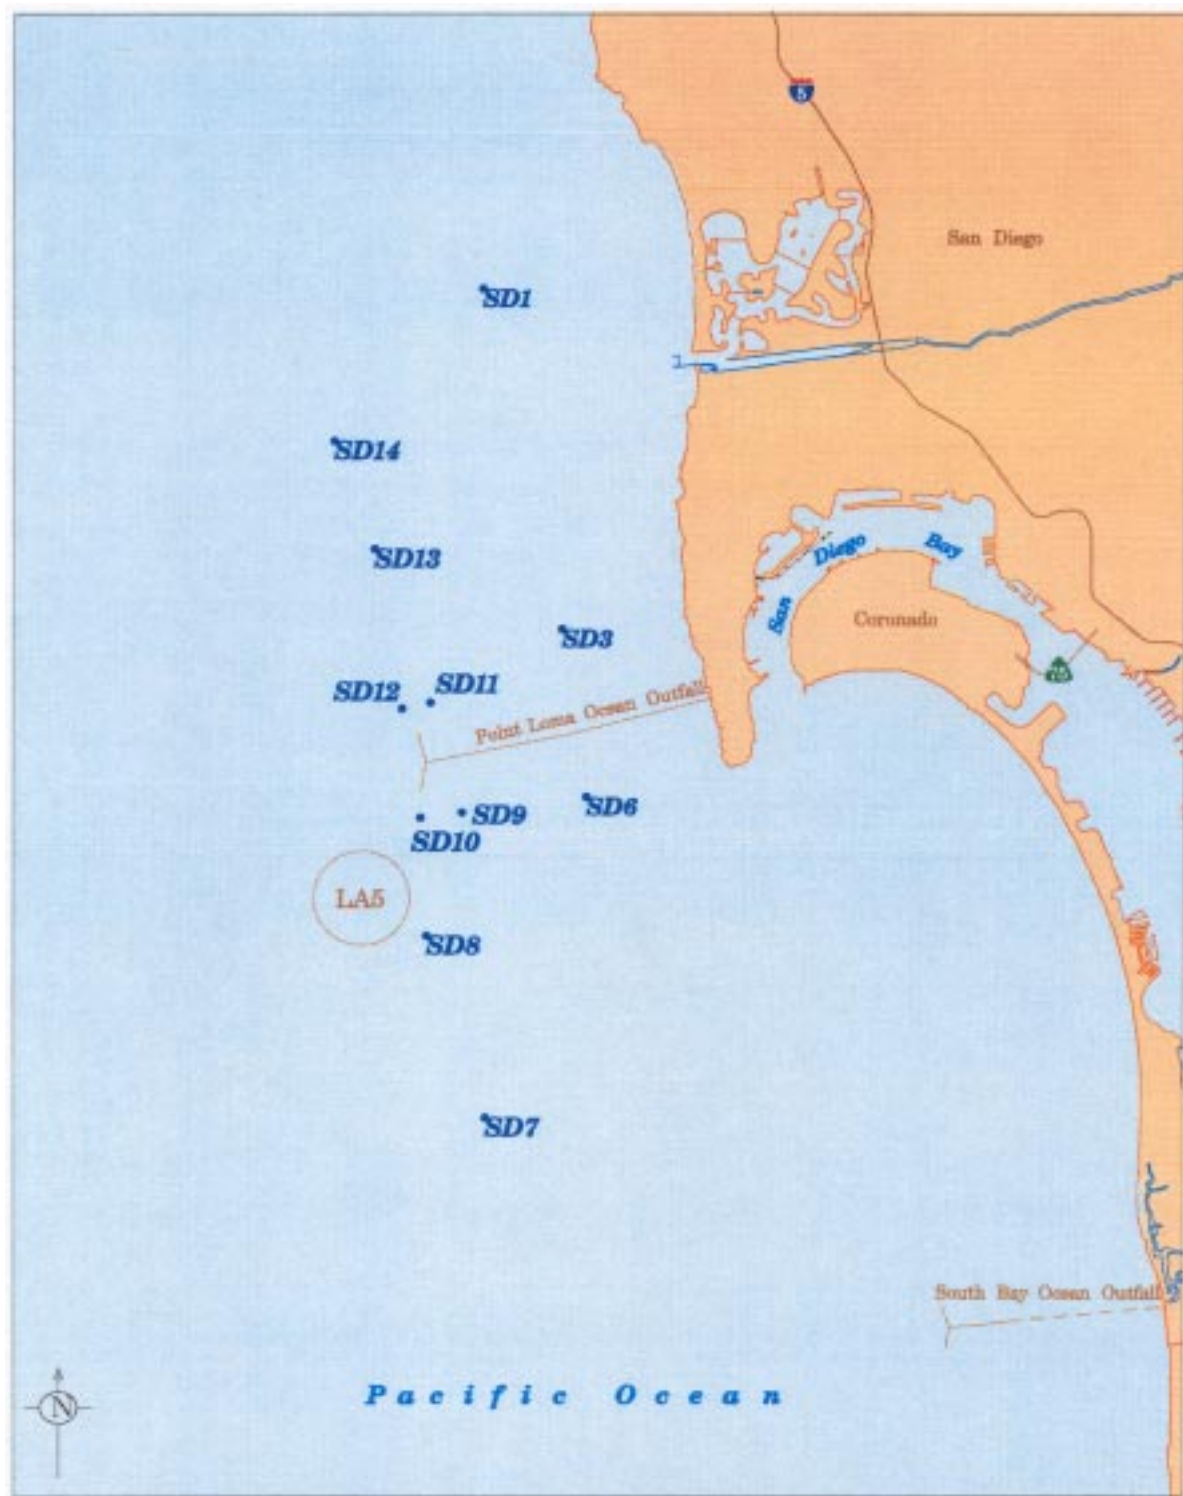 5
San Diego
SD1
SD14
SD13
San Diego Bay
Coronado
SD3
SD12
SD11
Point Loma Ocean Outfall
SD6
SD9
SD10
LA5
SD8
SD7
South Bay Ocean Outfall
Pacific Ocean
N